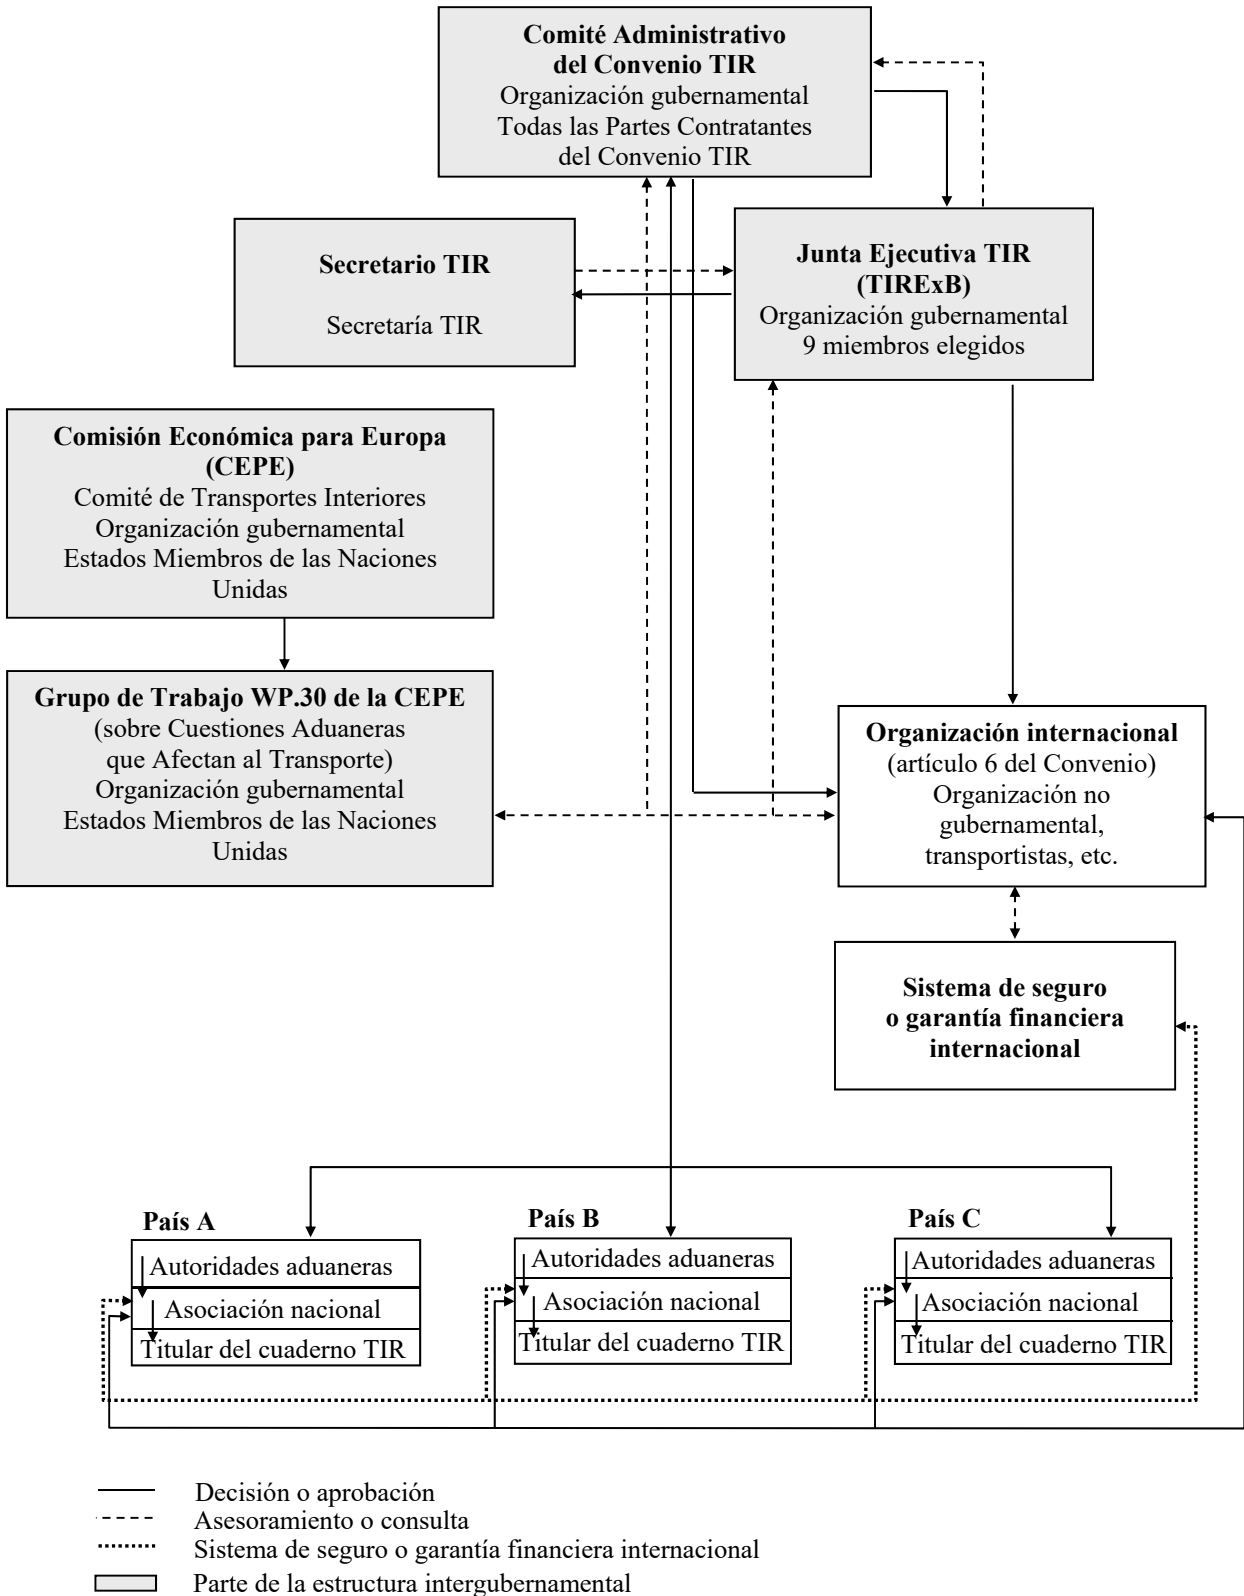 Comité Administrativo
del Convenio TIR
Organización gubernamental
Todas las Partes Contratantes
del Convenio TIR
Secretario TIR
Secretaría TIR
Junta Ejecutiva TIR
(TIRExB)
Organización gubernamental
9 miembros elegidos
Comisión Económica para Europa
(CEPE)
Comité de Transportes Interiores
Organización gubernamental
Estados Miembros de las Naciones
Unidas
Grupo de Trabajo WP.30 de la CEPE
(sobre Cuestiones Aduaneras
que Afectan al Transporte)
Organización gubernamental
Estados Miembros de las Naciones
Unidas
Organización internacional
(artículo 6 del Convenio)
Organización no
gubernamental,
transportistas, etc.
Sistema de seguro
o garantía financiera
internacional
País A
Autoridades aduaneras
Asociación nacional
Titular del cuaderno TIR
País B
Autoridades aduaneras
Asociación nacional
Titular del cuaderno TIR
País C
Autoridades aduaneras
Asociación nacional
Titular del cuaderno TIR
Decisión o aprobación
Asesoramiento o consulta
Sistema de seguro o garantía financiera internacional
Parte de la estructura intergubernamental